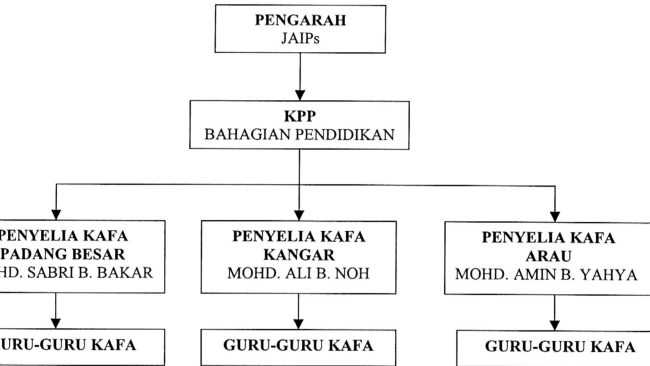 PENGARAH
JAIPs
KPP
BAHAGIAN PENDIDIKAN
PENYELIA KAFA
PADANG BESAR
HD. SABRI B. BAKAR
PENYELIA KAFA
KANGAR
MOHD. ALI B. NOH
PENYELIA KAFA
ARAU
MOHD. AMIN B. YAHYA
URU-GURU KAFA
GURU-GURU KAFA
GURU-GURU KAFA